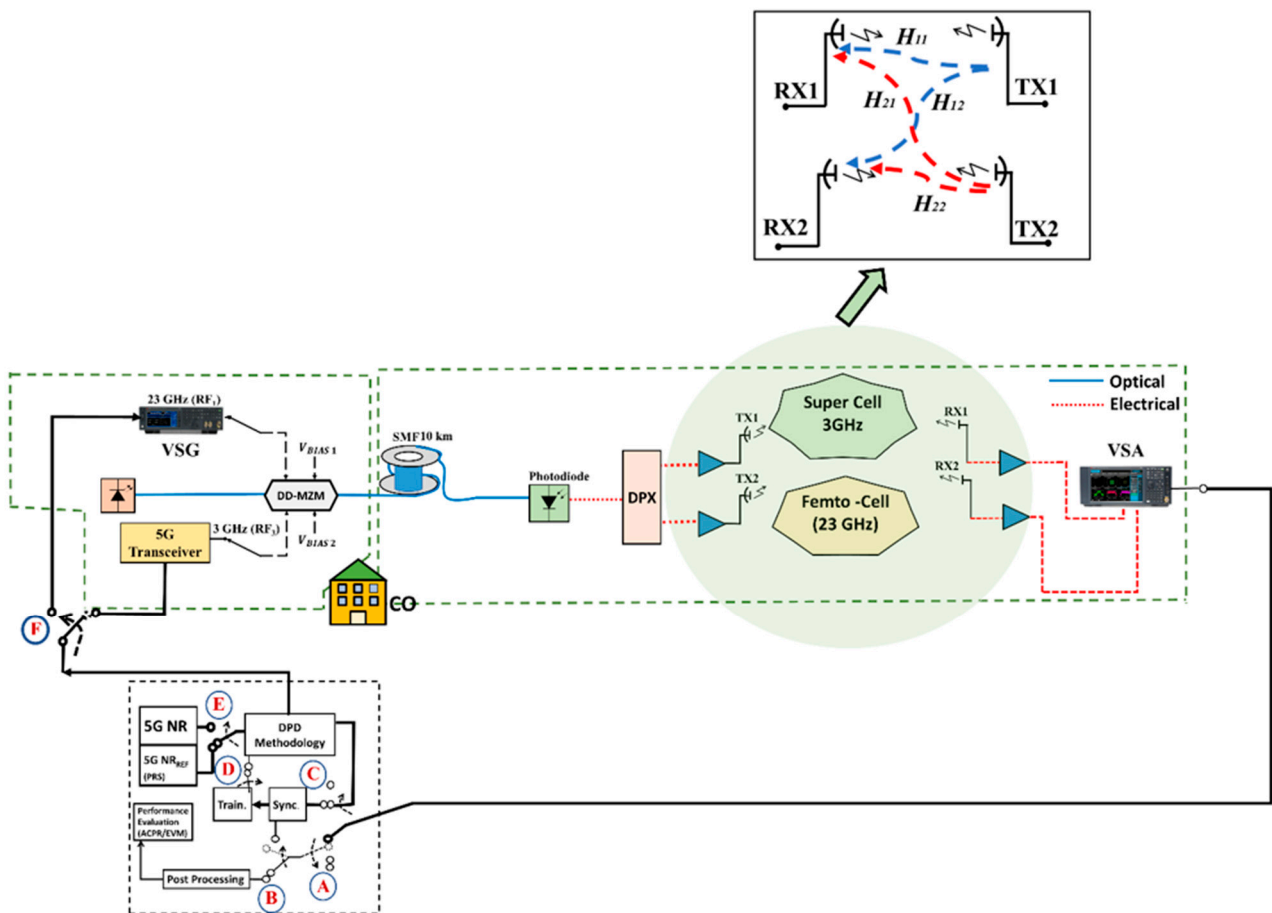 H11
RX1
TX1
H21
H12
H22
RX2
TX2
23 GHz (RF1)
VSG
VBIAS 1
DD-MZM
5G
Transceiver
3 GHz (RF2)
VBIAS 2
CO
SMF10 km
Photodiode
DPX
TX1
TX2
Super Cell
3GHz
Femto -Cell
(23 GHz)
RX1
RX2
Optical
Electrical
VSA
F
E
5G NR
5G NRREF
(PRS)
DPD
Methodology
D
C
Train.
Sync.
Performance
Evaluation
(ACPR/EVM)
Post Processing
B
A